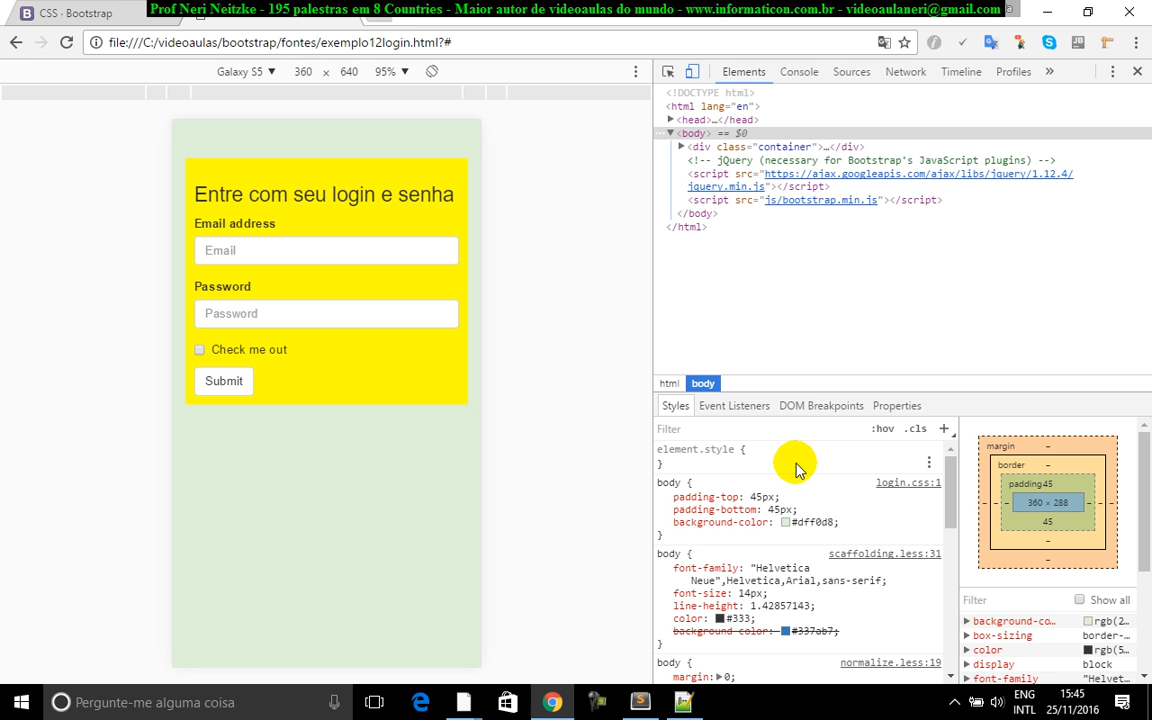 CSS · Bootstrap
Prof Neri Neitzke - 195 palestras em 8 Countries - Maior autor de videoaulas do mundo - www.informaticon.com.br - videoaulaneri@gmail.com
file:///C:/videoaulas/bootstrap/fontes/exemplo12login.html?#
Galaxy S5 ▼ 360 × 640 95% ▼
Elements Console Sources Network Timeline Profiles »
<!DOCTYPE html>
<html lang="en">
▶<head>…</head>
…▼<body> == $0
▶<div class="container">…</div>
<!-- jQuery (necessary for Bootstrap's JavaScript plugins) -->
<script src="https://ajax.googleapis.com/ajax/libs/jquery/1.12.4/
jquery.min.js"></script>
<script src="js/bootstrap.min.js"></script>
</body>
</html>
Entre com seu login e senha
Email address
Email
Password
Password
Check me out
Submit
html body
Styles Event Listeners DOM Breakpoints Properties
Filter :hov .cls +
element.style {
}
body { login.css:1
padding-top: 45px;
padding-bottom: 45px;
background-color: #dff0d8;
}
body { scaffolding.less:31
font-family: "Helvetica
Neue",Helvetica,Arial,sans-serif;
font-size: 14px;
line-height: 1.42857143;
color: #333;
background-color: #337ab7;
}
body { normalize.less:19
margin:▶0;
margin –
border –
padding45
– – – 360 × 288 – – –
45
–
–
Filter Show all
▶ background-co… rgb(2…
▶ box-sizing border-…
▶ color rgb(5…
▶ display block
▶ font-family "Helvet…
Pergunte-me alguma coisa
ENG 15:45
INTL 25/11/2016